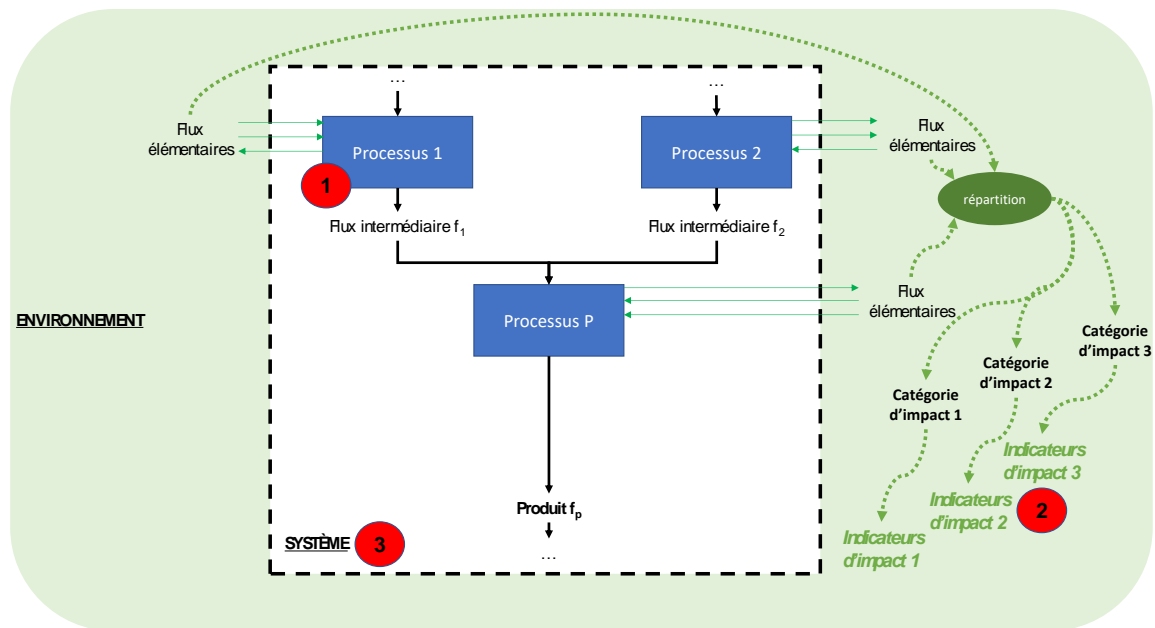 ...
...
Flux
élémentaires
Processus 1
Processus 2
Flux
élémentaires
1
répartition
Flux intermédiaire f₁
Flux intermédiaire f₂
Flux
élémentaires
ENVIRONNEMENT
Processus P
Catégorie
d'impact 3
Catégorie
d'impact 2
Catégorie
d'impact 1
Indicateurs
d'impact 3
Indicateurs
d'impact 2
2
Produit fₚ
Indicateurs
d'impact 1
SYSTÈME
3
...